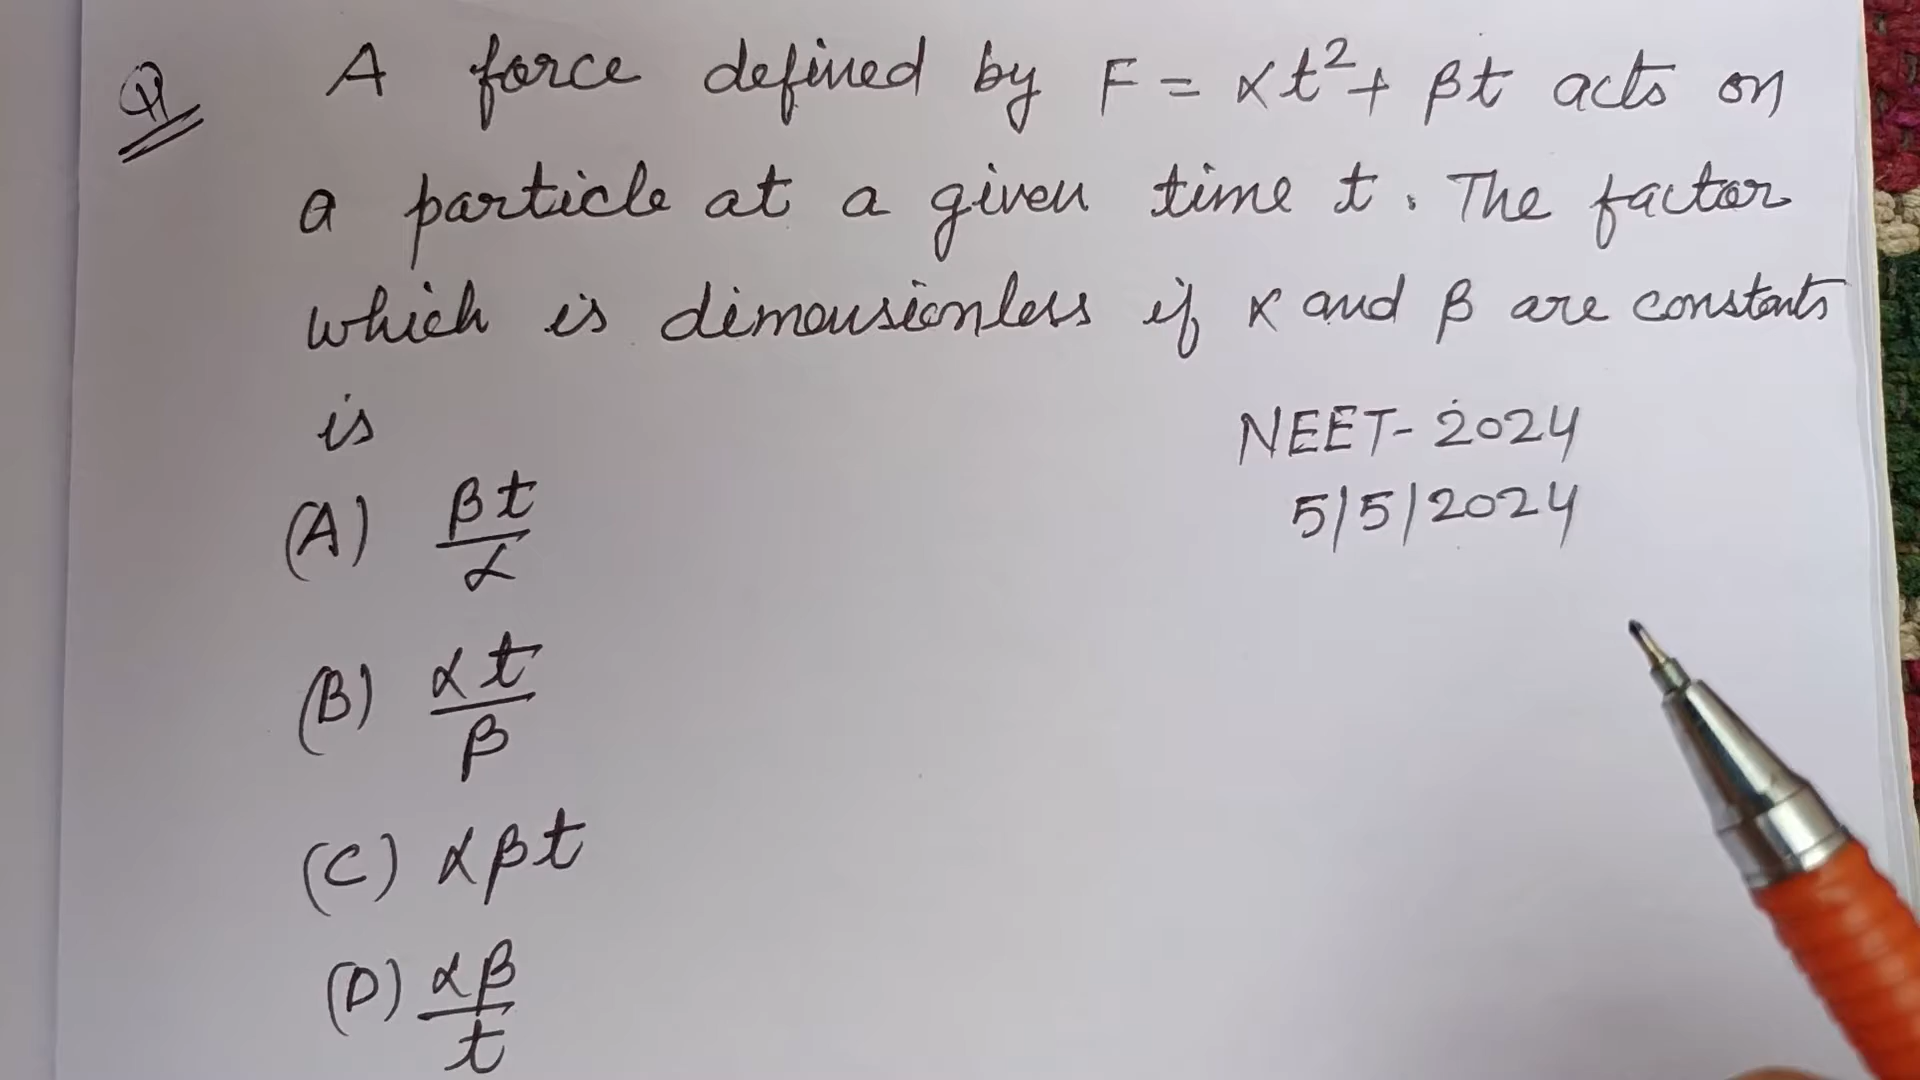 Q A force defined by F = αt² + βt acts on
a particle at a given time t. The factor
which is dimensionless if α and β are constants
is
NEET- 2024
5/5/2024
(A) βt/α
(B) αt/β
(C) αβt
(D) αβ/t